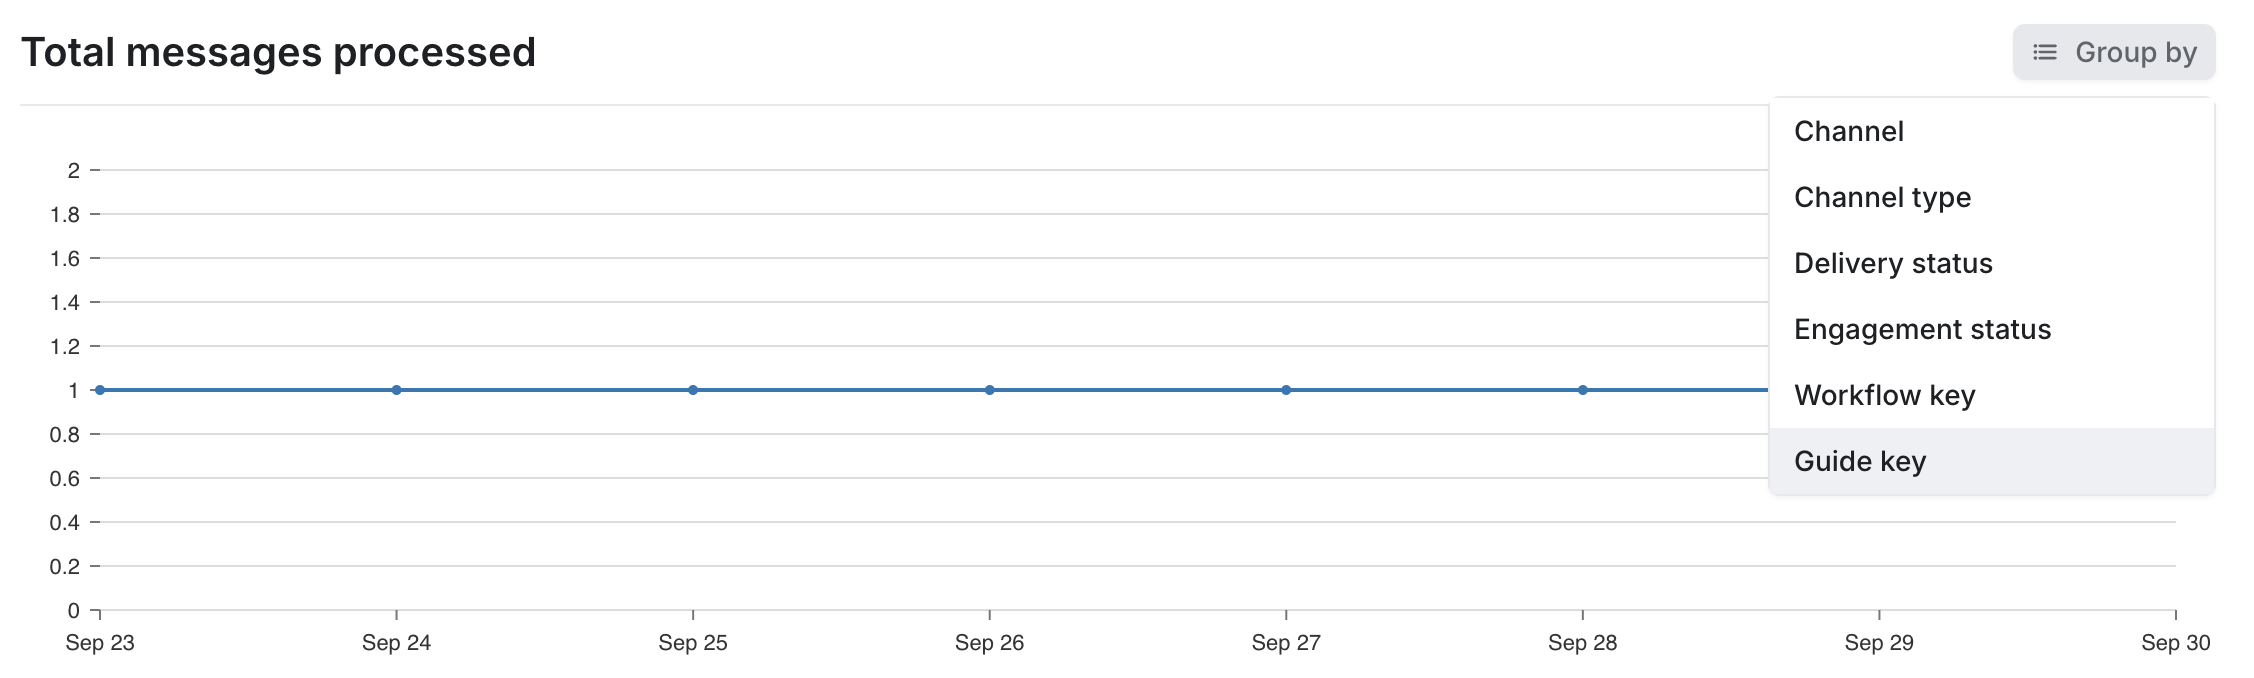 Total messages processed
Group by
Channel
Channel type
Delivery status
Engagement status
Workflow key
Guide key
2
1.8
1.6
1.4
1.2
1
0.8
0.6
0.4
0.2
0
Sep 23 Sep 24 Sep 25 Sep 26 Sep 27 Sep 28 Sep 29 Sep 30